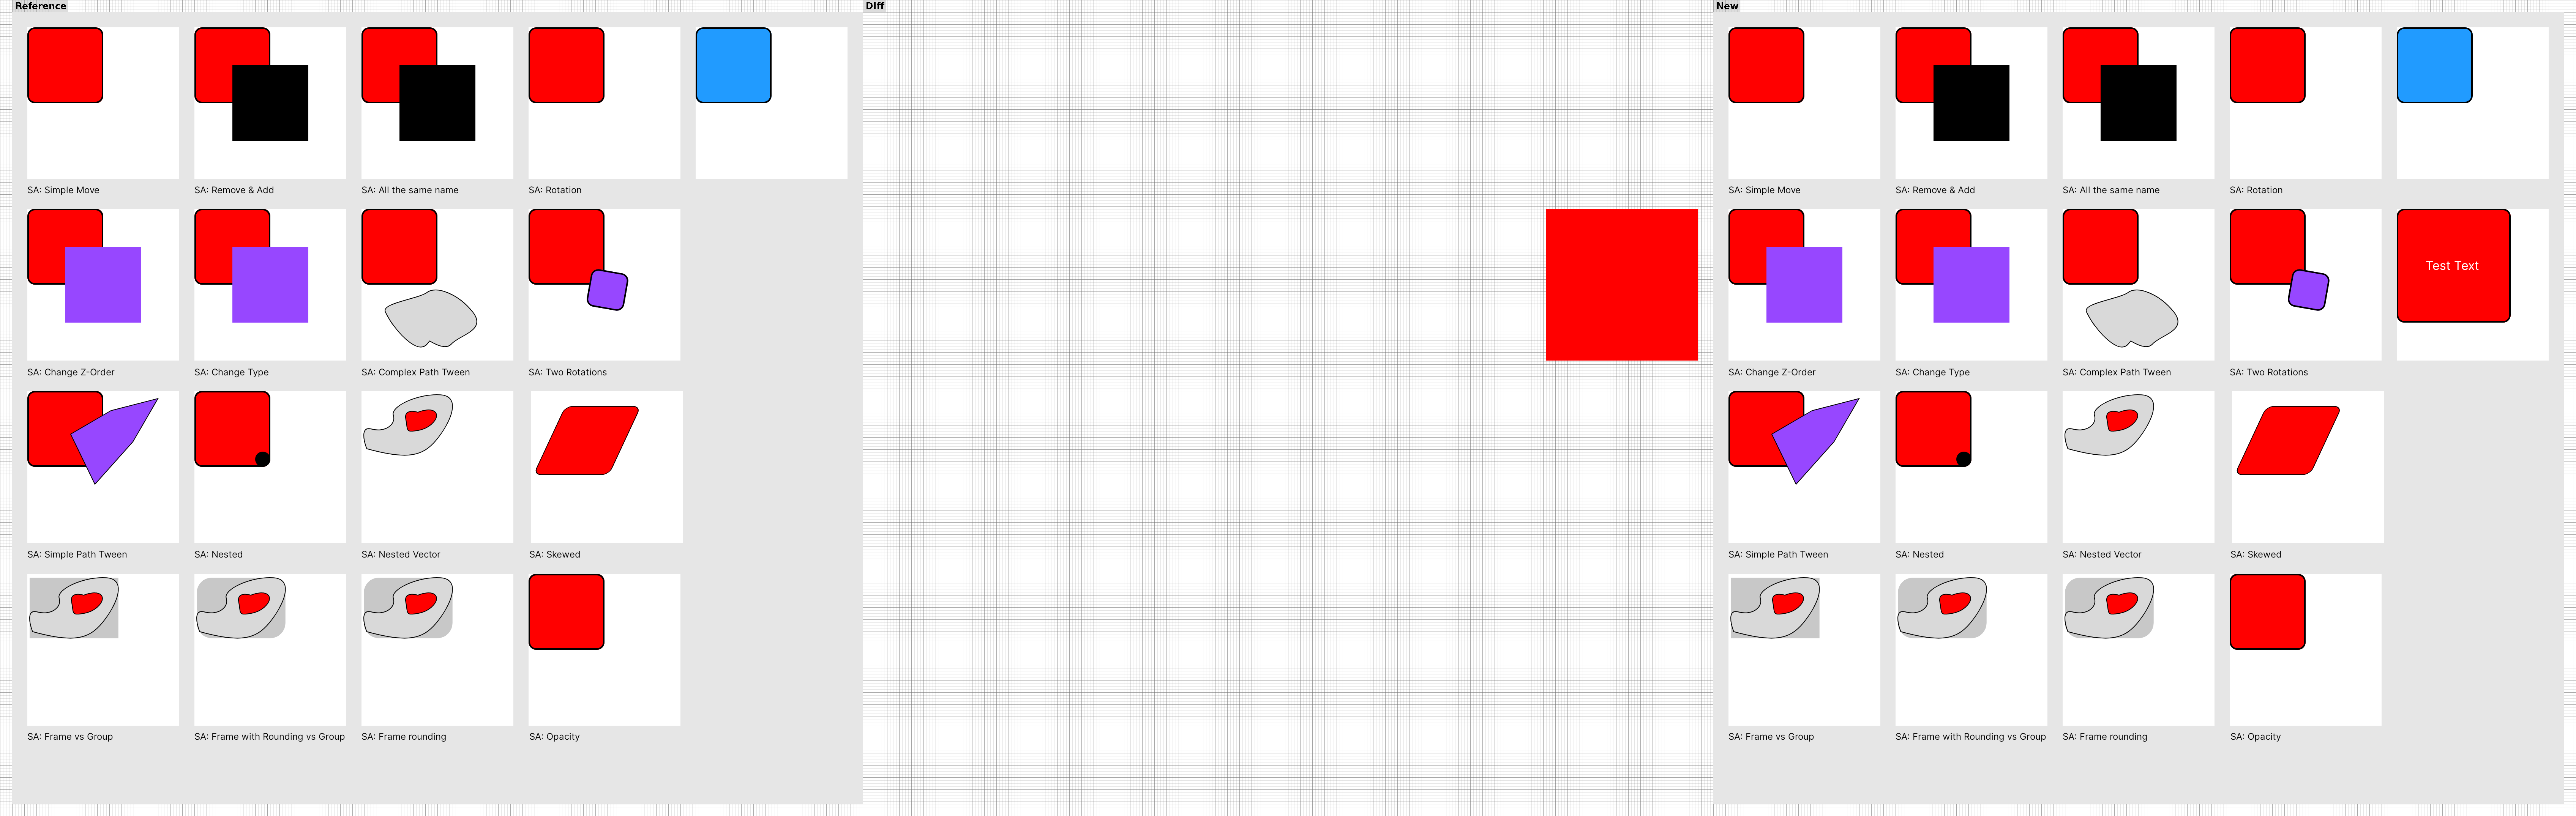 Reference
Diff
New
SA: Simple Move
SA: Remove & Add
SA: All the same name
SA: Rotation
SA: Change Z-Order
SA: Change Type
SA: Complex Path Tween
SA: Two Rotations
SA: Simple Path Tween
SA: Nested
SA: Nested Vector
SA: Skewed
SA: Frame vs Group
SA: Frame with Rounding vs Group
SA: Frame rounding
SA: Opacity
SA: Simple Move
SA: Remove & Add
SA: All the same name
SA: Rotation
Test Text
SA: Change Z-Order
SA: Change Type
SA: Complex Path Tween
SA: Two Rotations
SA: Simple Path Tween
SA: Nested
SA: Nested Vector
SA: Skewed
SA: Frame vs Group
SA: Frame with Rounding vs Group
SA: Frame rounding
SA: Opacity